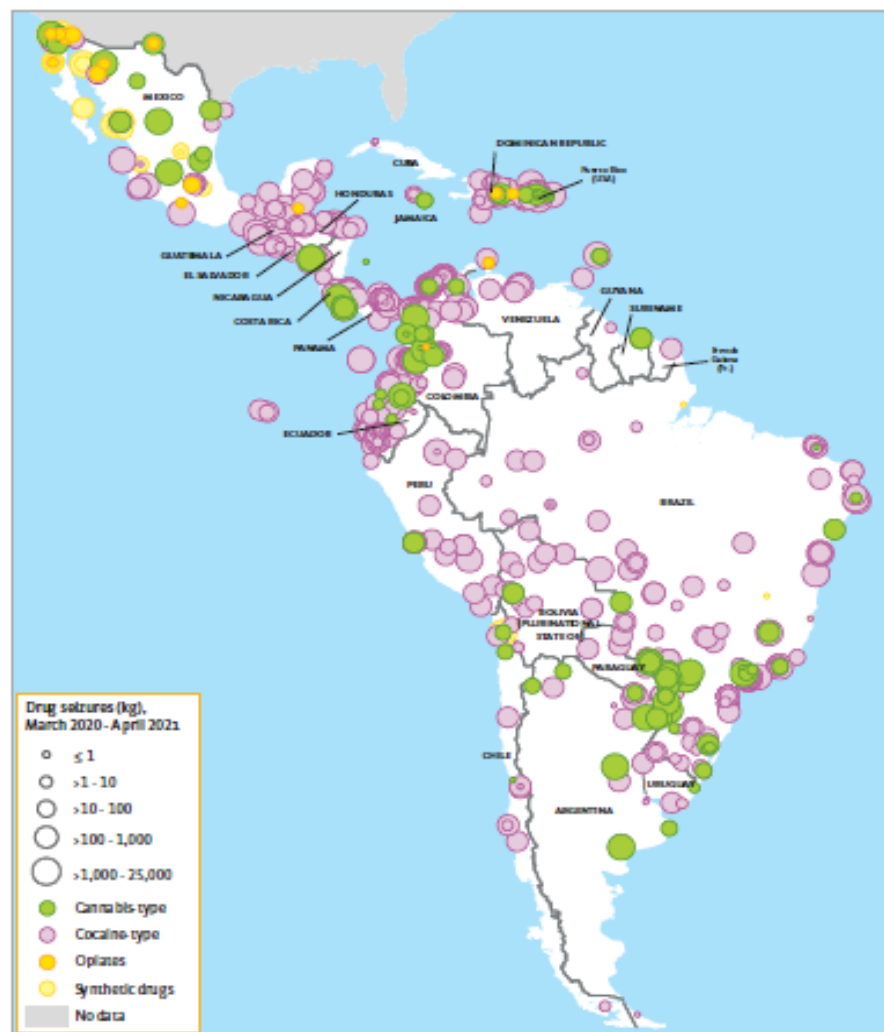 MEXICO
CUBA
DOMINICAN REPUBLIC
Puerto Rico
(USA)
HONDURAS
JAMAICA
GUATEMALA
EL SALVADOR
NICARAGUA
COSTA RICA
PANAMA
VENEZUELA
GUYANA
SURINAME
French
Guiana
(Fr.)
COLOMBIA
ECUADOR
PERU
BRAZIL
BOLIVIA
(PLURINATIONAL
STATE OF)
PARAGUAY
CHILE
URUGUAY
ARGENTINA
Drug seizures (kg),
March 2020 - April 2021
≤ 1
>1 - 10
>10 - 100
>100 - 1,000
>1,000 - 25,000
Cannabis-type
Cocaine-type
Opiates
Synthetic drugs
No data